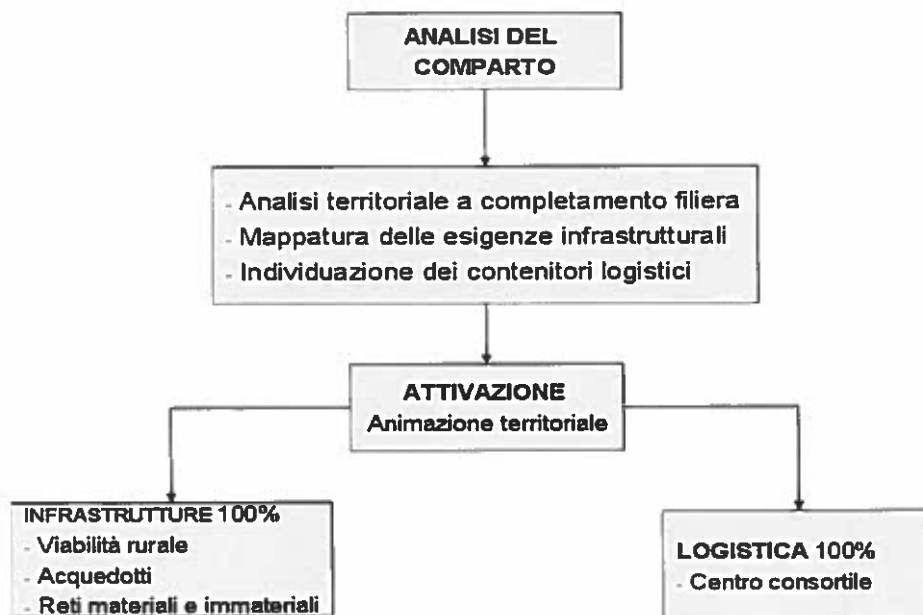 ANALISI DEL
COMPARTO
- Analisi territoriale a completamento filiera
- Mappatura delle esigenze infrastrutturali
- Individuazione dei contenitori logistici
ATTIVAZIONE
Animazione territoriale
INFRASTRUTTURE 100%
- Viabilità rurale
- Acquedotti
- Reti materiali e immateriali
LOGISTICA 100%
- Centro consortile